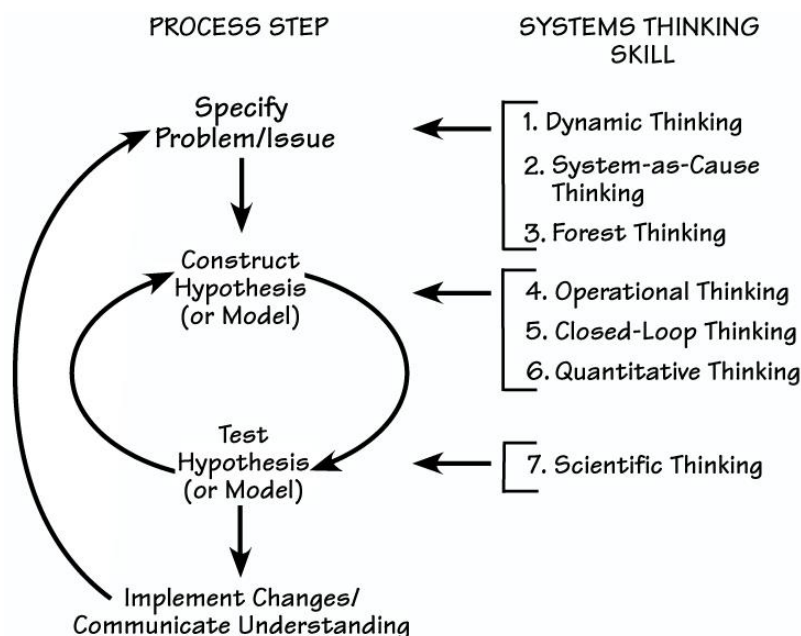 PROCESS STEP
SYSTEMS THINKING
SKILL
Specify
Problem/Issue
1. Dynamic Thinking
2. System-as-Cause
Thinking
3. Forest Thinking
Construct
Hypothesis
(or Model)
4. Operational Thinking
5. Closed-Loop Thinking
6. Quantitative Thinking
Test
Hypothesis
(or Model)
7. Scientific Thinking
Implement Changes/
Communicate Understanding